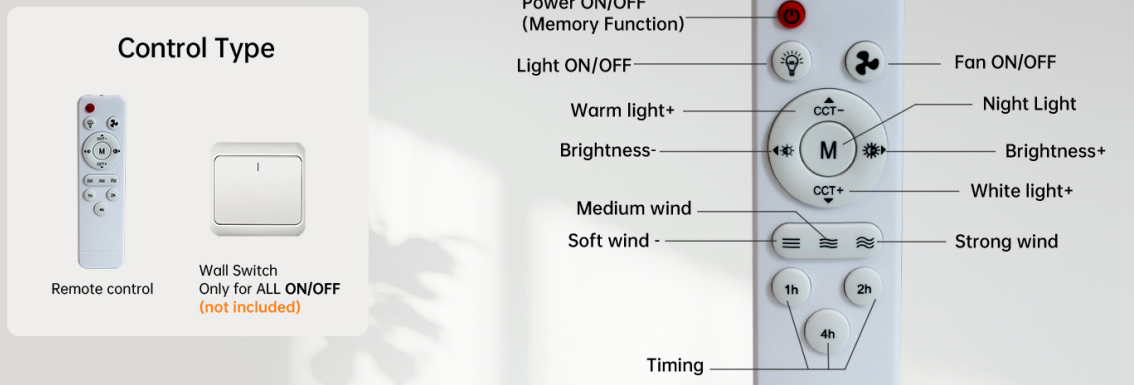 Control Type
Remote control
Wall Switch
Only for ALL ON/OFF
(not included)
Power ON/OFF
(Memory Function)
Light ON/OFF
Fan ON/OFF
Warm light+
CCT-
Night Light
Brightness-
M
Brightness+
CCT+
White light+
Medium wind
Soft wind -
Strong wind
1h
2h
4h
Timing